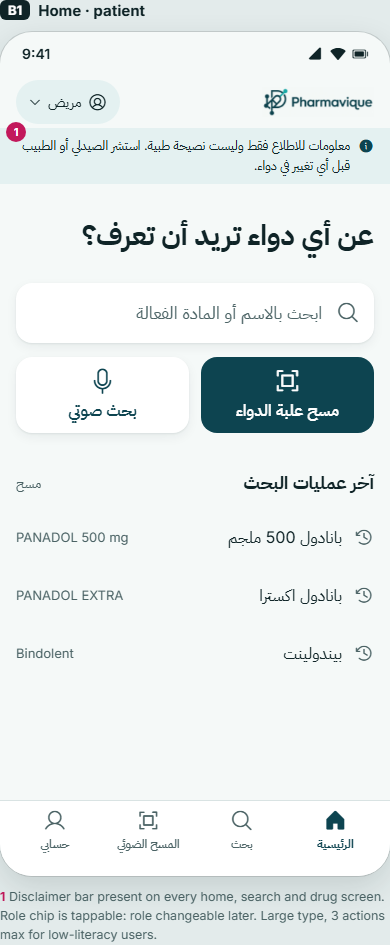 B1 Home · patient
9:41
Pharmavique
مريض
1
معلومات للاطلاع فقط وليست نصيحة طبية. استشر الصيدلي أو الطبيب
قبل أي تغيير في دواء.
عن أي دواء تريد أن تعرف؟
ابحث بالاسم أو المادة الفعالة
مسح علبة الدواء
بحث صوتي
آخر عمليات البحث
مسح
بانادول 500 ملجم
PANADOL 500 mg
بانادول اكسترا
PANADOL EXTRA
بيندولينت
Bindolent
الرئيسية
بحث
المسح الضوئي
حسابي
1 Disclaimer bar present on every home, search and drug screen.
Role chip is tappable: role changeable later. Large type, 3 actions
max for low-literacy users.